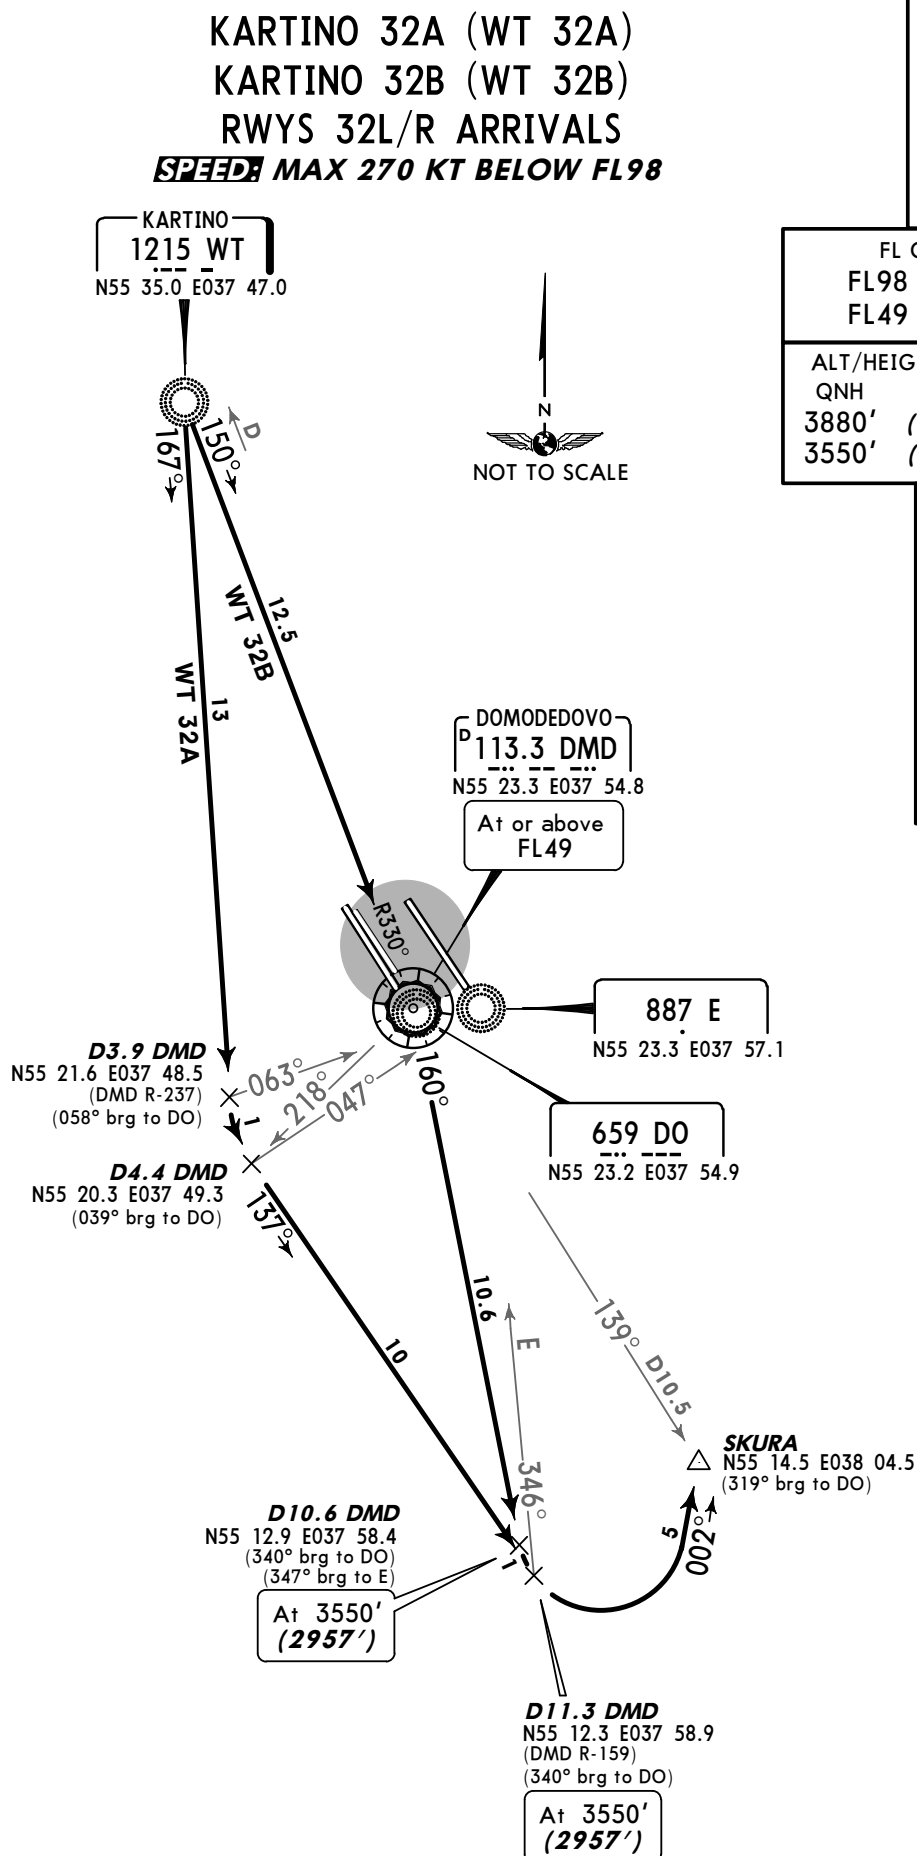 KARTINO 32A (WT 32A)
KARTINO 32B (WT 32B)
RWYS 32L/R ARRIVALS
SPEED: MAX 270 KT BELOW FL98
KARTINO
1215 WT
N55 35.0 E037 47.0
FL
FL98
FL49
ALT/HEIG
QNH
3880' (
3550' (
N
NOT TO SCALE
D
167°
150°
12.5
WT 32B
13
WT 32A
DOMODEDOVO
D
113.3 DMD
N55 23.3 E037 54.8
At or above
FL49
R330°
887 E
N55 23.3 E037 57.1
659 DO
N55 23.2 E037 54.9
D3.9 DMD
N55 21.6 E037 48.5
(DMD R-237)
(058° brg to DO)
063°
218°
047°
160°
1
D4.4 DMD
N55 20.3 E037 49.3
(039° brg to DO)
137°
10
10.6
E
346°
139° D10.5
SKURA
N55 14.5 E038 04.5
(319° brg to DO)
5
002°
D10.6 DMD
N55 12.9 E037 58.4
(340° brg to DO)
(347° brg to E)
At 3550'
(2957')
1
D11.3 DMD
N55 12.3 E037 58.9
(DMD R-159)
(340° brg to DO)
At 3550'
(2957')